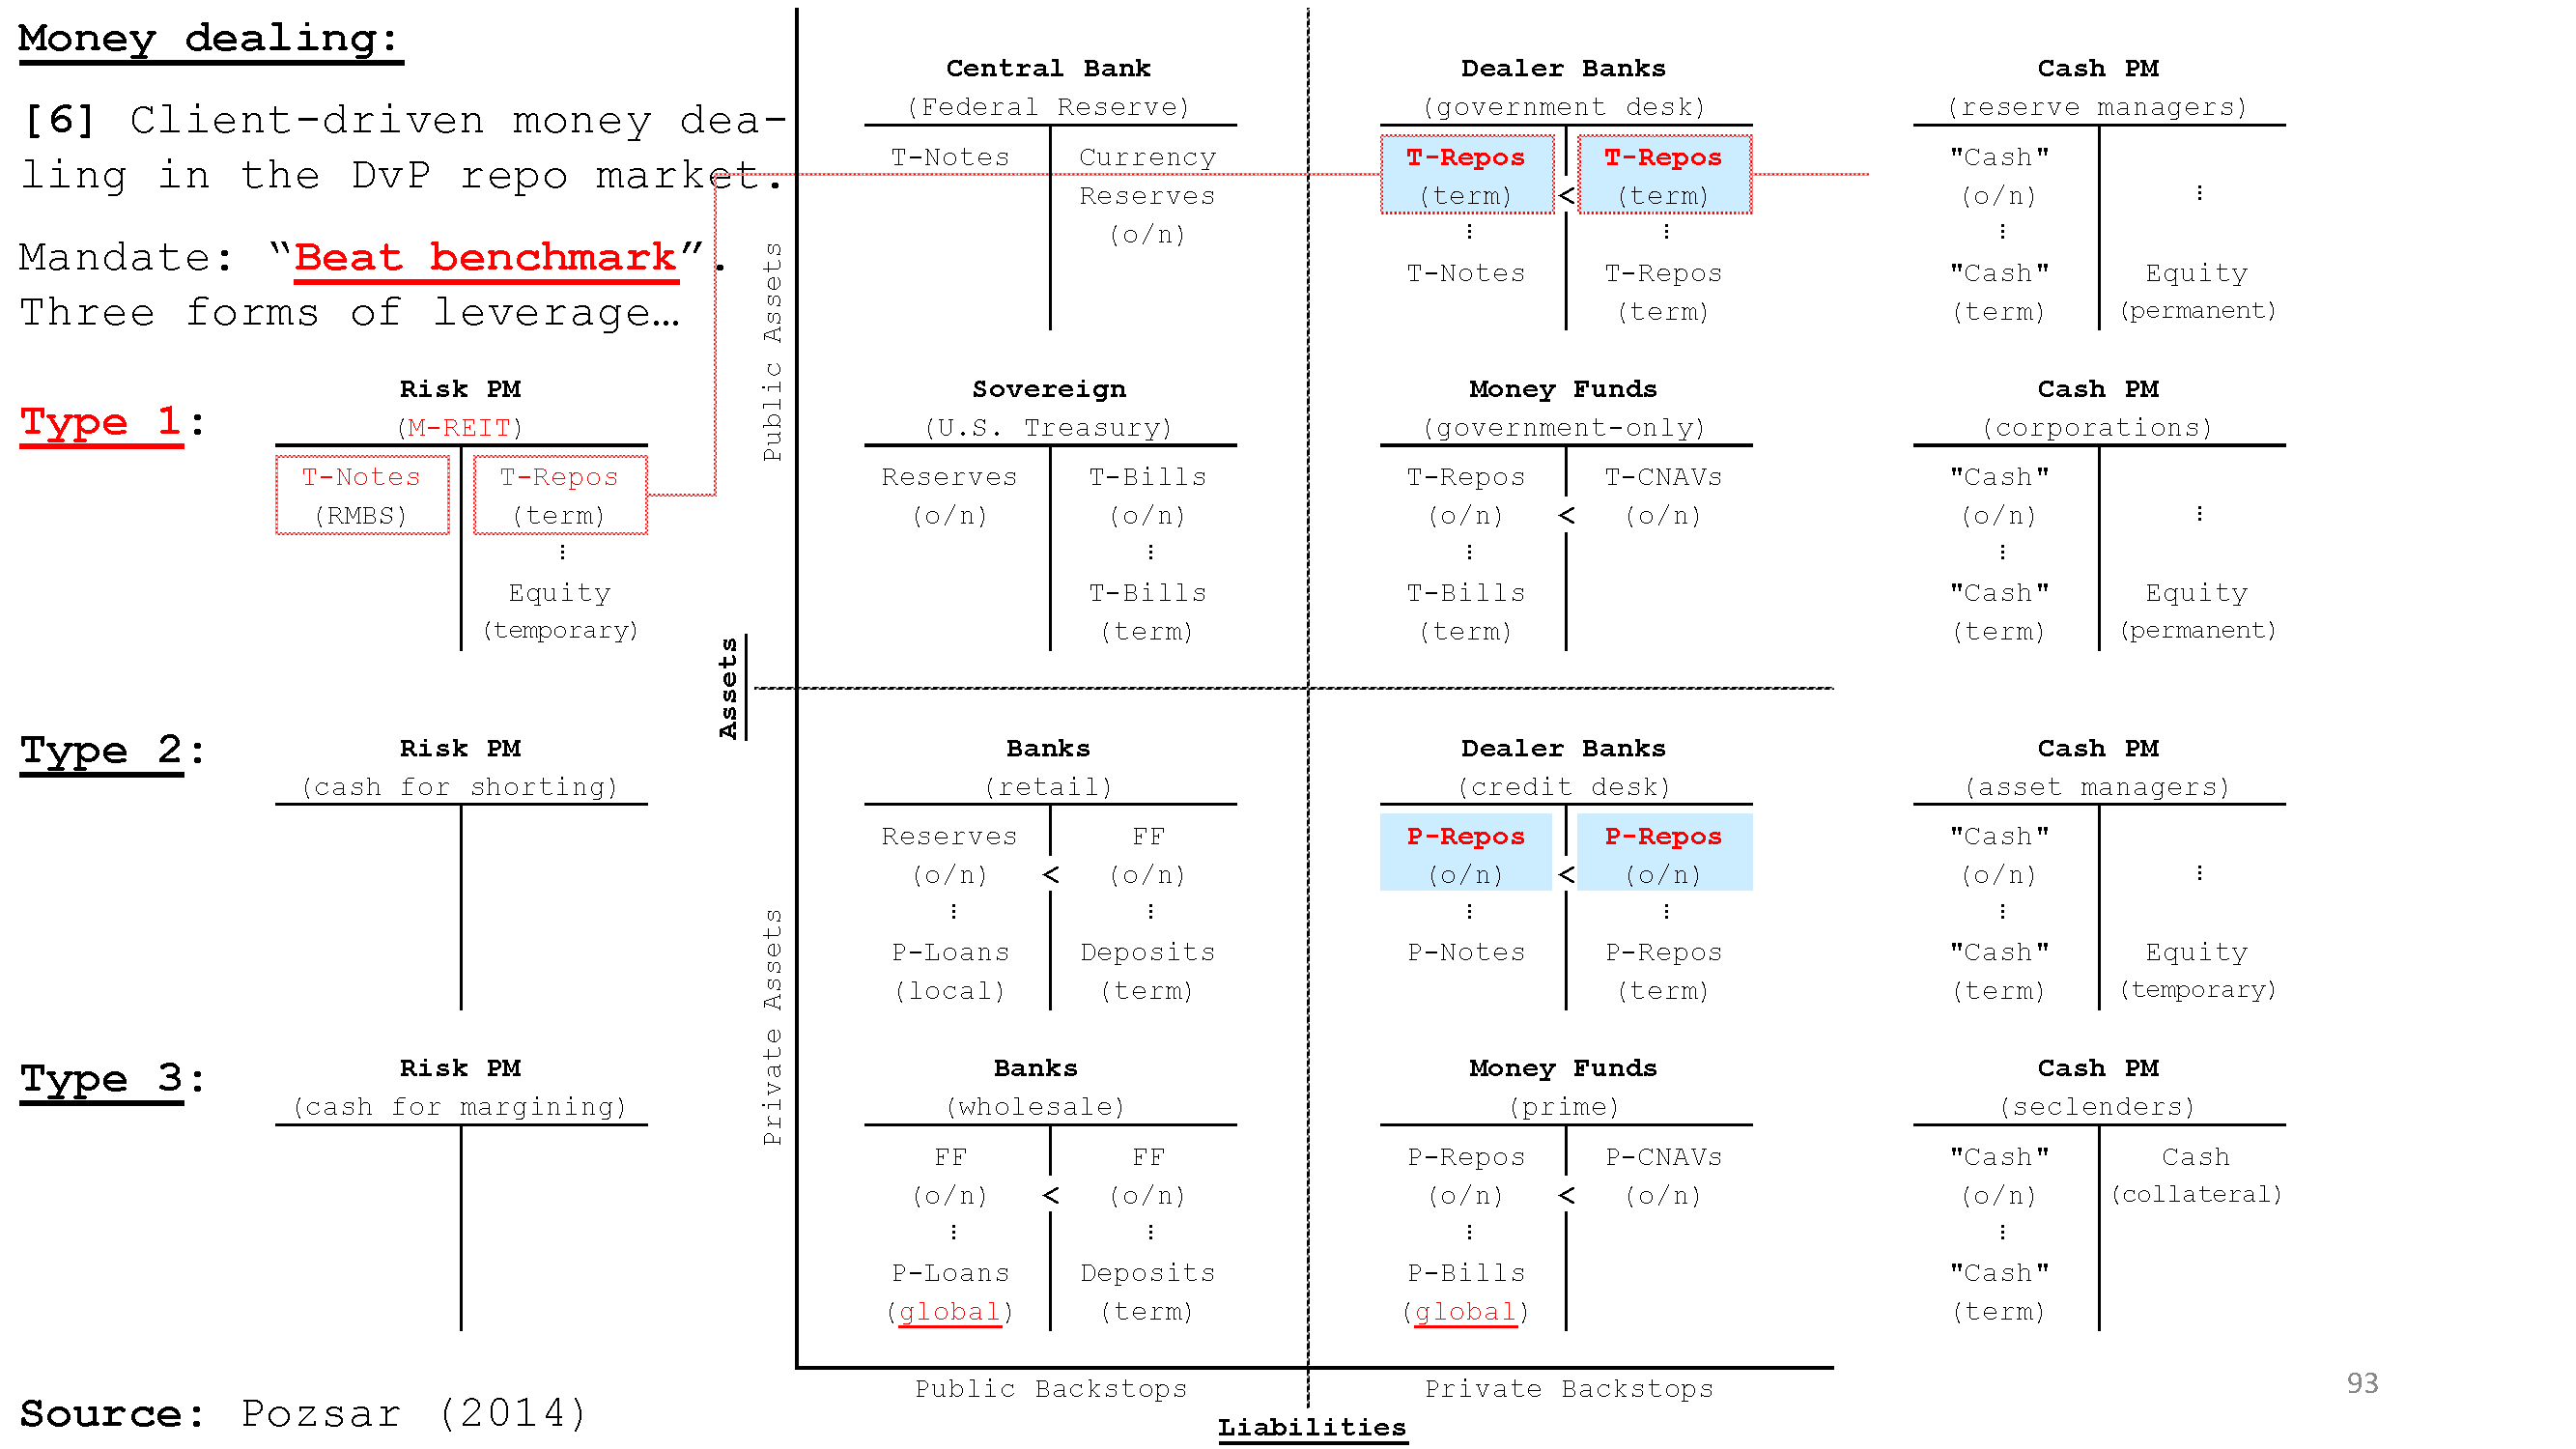 Money dealing:
[6] Client-driven money dea-
ling in the DvP repo market.
Mandate: “Beat benchmark”.
Three forms of leverage…
Type 1:
Risk PM
(M-REIT)
T-Notes T-Repos
(RMBS) (term)
⋮
Equity
(temporary)
Type 2:
Risk PM
(cash for shorting)
Type 3:
Risk PM
(cash for margining)
Source: Pozsar (2014)
Assets
Public Assets
Private Assets
Central Bank
(Federal Reserve)
T-Notes Currency
Reserves
(o/n)
Dealer Banks
(government desk)
T-Repos T-Repos
(term) < (term)
⋮ ⋮
T-Notes T-Repos
(term)
Cash PM
(reserve managers)
"Cash"
(o/n) ⋮
⋮
"Cash" Equity
(term) (permanent)
Sovereign
(U.S. Treasury)
Reserves T-Bills
(o/n) (o/n)
⋮
T-Bills
(term)
Money Funds
(government-only)
T-Repos T-CNAVs
(o/n) < (o/n)
⋮
T-Bills
(term)
Cash PM
(corporations)
"Cash"
(o/n) ⋮
⋮
"Cash" Equity
(term) (permanent)
Banks
(retail)
Reserves FF
(o/n) < (o/n)
⋮ ⋮
P-Loans Deposits
(local) (term)
Dealer Banks
(credit desk)
P-Repos P-Repos
(o/n) < (o/n)
⋮ ⋮
P-Notes P-Repos
(term)
Cash PM
(asset managers)
"Cash"
(o/n) ⋮
⋮
"Cash" Equity
(term) (temporary)
Banks
(wholesale)
FF FF
(o/n) < (o/n)
⋮ ⋮
P-Loans Deposits
(global) (term)
Money Funds
(prime)
P-Repos P-CNAVs
(o/n) < (o/n)
⋮
P-Bills
(global)
Cash PM
(seclenders)
"Cash" Cash
(o/n) (collateral)
⋮
"Cash"
(term)
Public Backstops Private Backstops
Liabilities
93